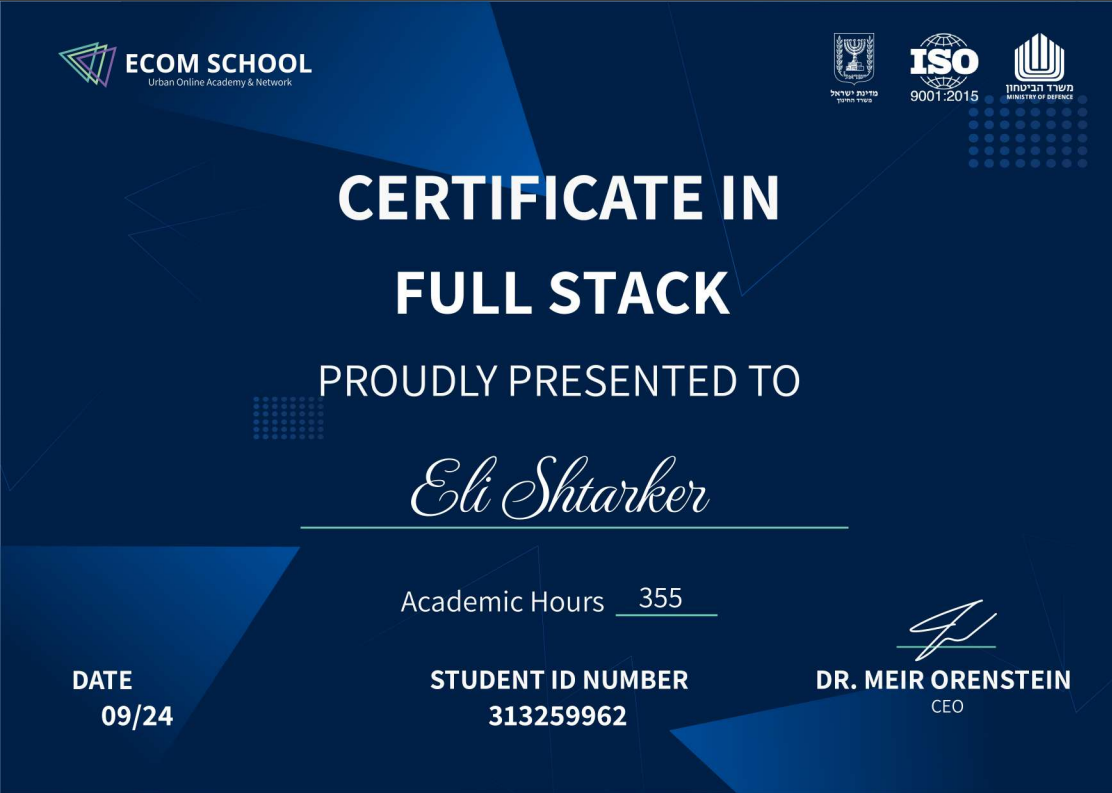 ECOM SCHOOL
Urban Online Academy & Network
מדינת ישראל
משרד החינוך
ISO
9001:2015
משרד הביטחון
MINISTRY OF DEFENCE
CERTIFICATE IN
FULL STACK
PROUDLY PRESENTED TO
Eli Shtarker
Academic Hours 355
DATE
09/24
STUDENT ID NUMBER
313259962
DR. MEIR ORENSTEIN
CEO